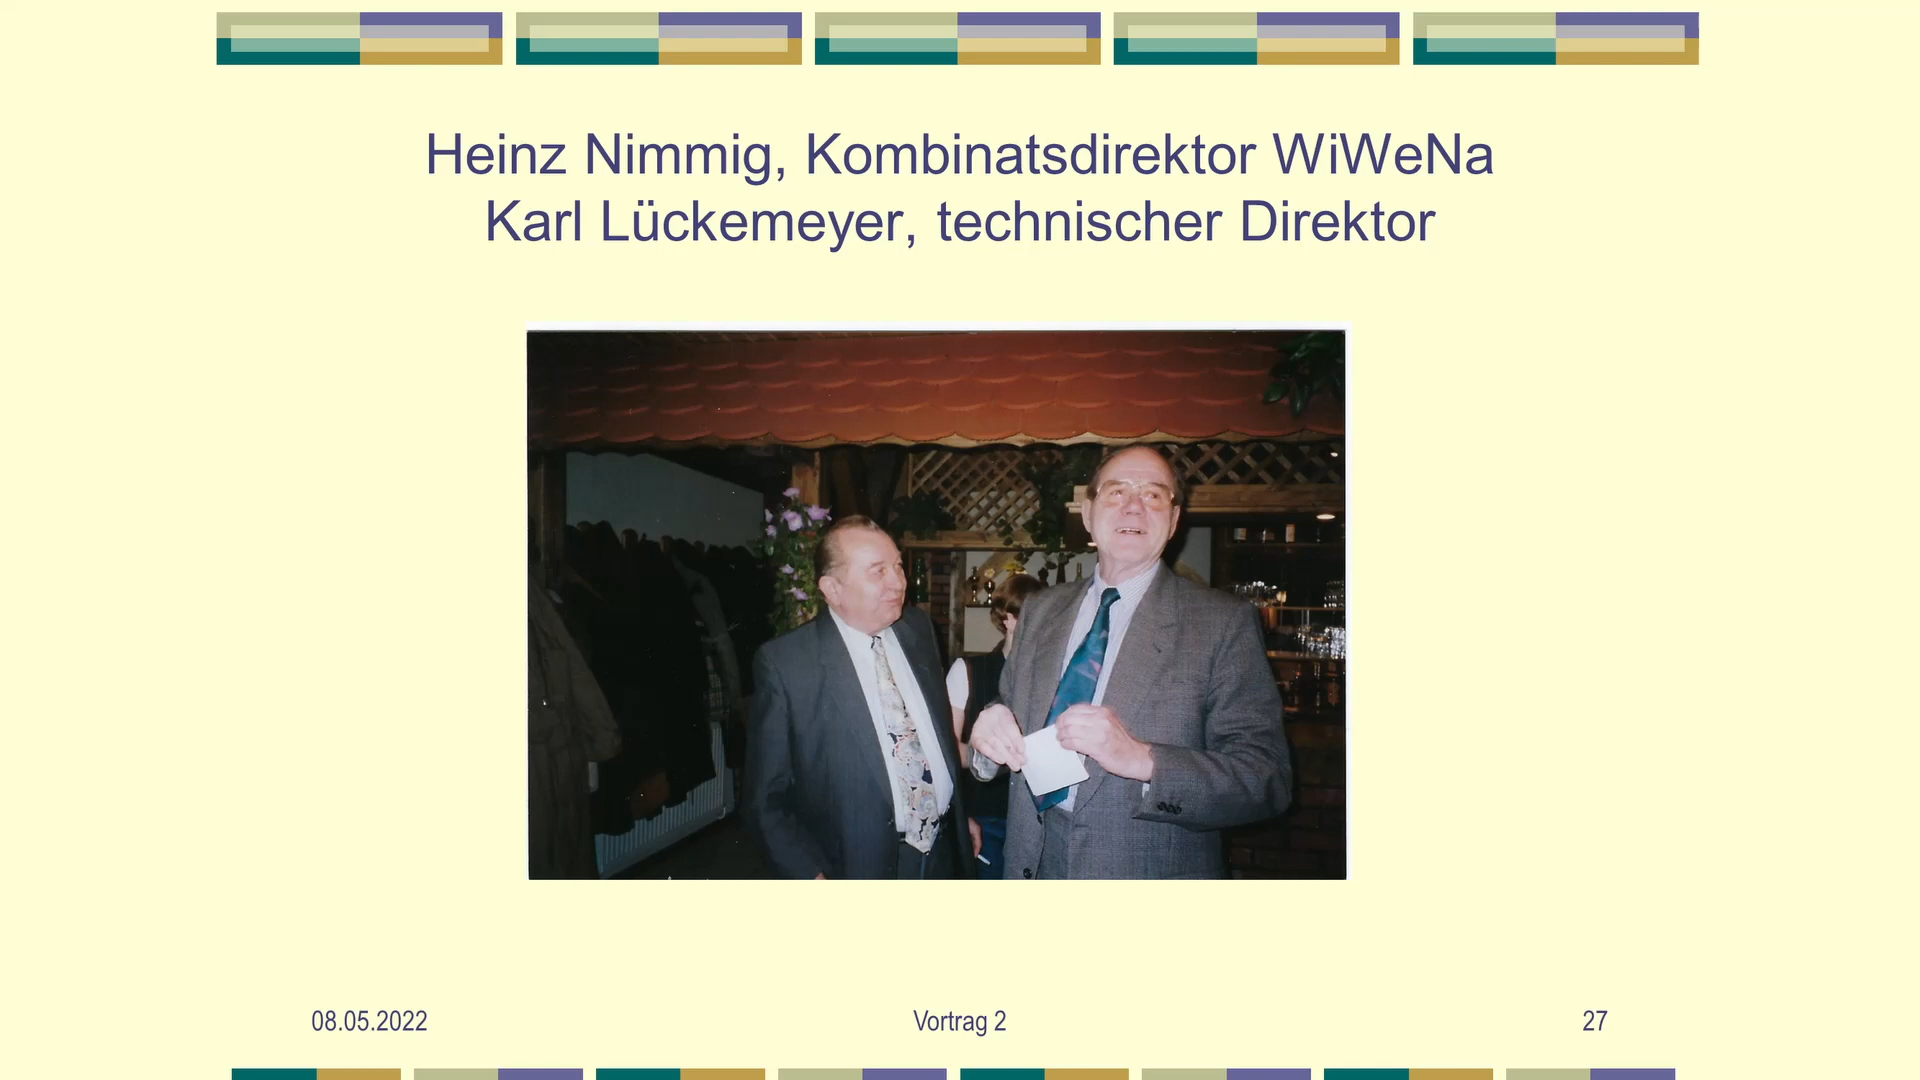 Heinz Nimmig, Kombinatsdirektor WiWeNa
Karl Lückemeyer, technischer Direktor
08.05.2022
Vortrag 2
27